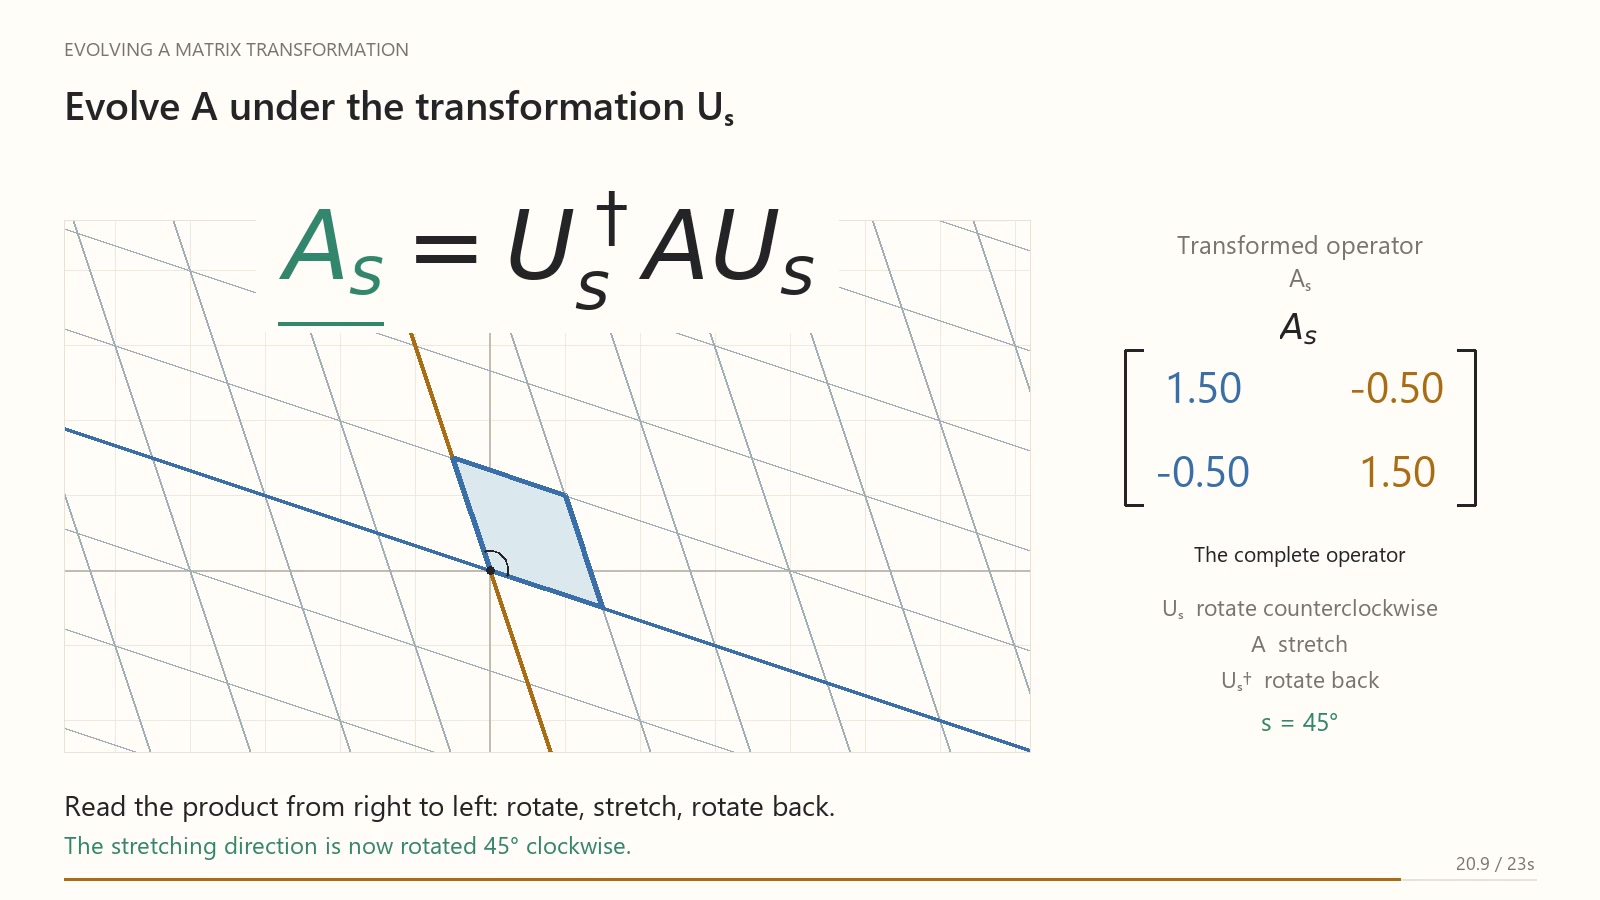 EVOLVING A MATRIX TRANSFORMATION
Evolve A under the transformation Uₛ
Aₛ = Uₛ†AUₛ
Transformed operator
Aₛ
Aₛ
1.50 -0.50
-0.50 1.50
The complete operator
Uₛ rotate counterclockwise
A stretch
Uₛ† rotate back
s = 45°
Read the product from right to left: rotate, stretch, rotate back.
The stretching direction is now rotated 45° clockwise.
20.9 / 23s